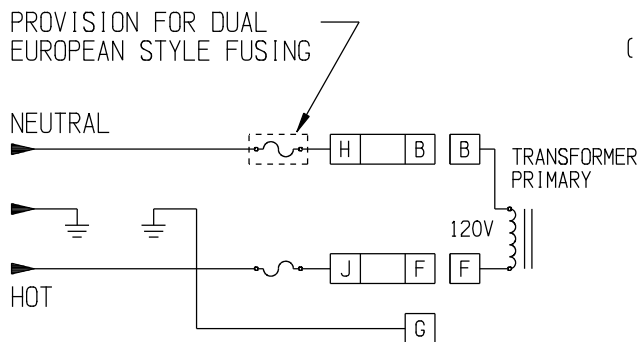 PROVISION FOR DUAL
EUROPEAN STYLE FUSING
NEUTRAL
H B B
TRANSFORMER
PRIMARY
120V
J F F
HOT
G